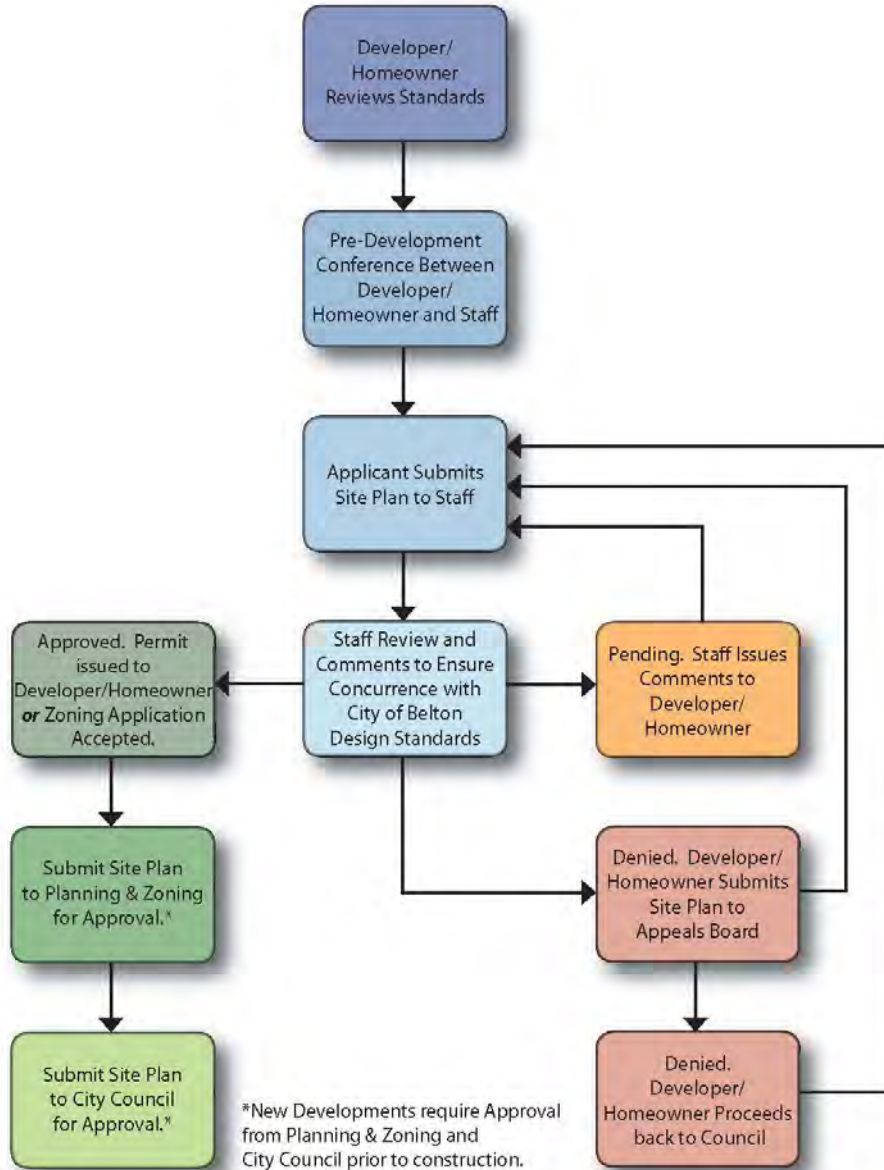 Developer/
Homeowner
Reviews Standards
Pre-Development
Conference Between
Developer/
Homeowner and Staff
Applicant Submits
Site Plan to Staff
Approved. Permit
issued to
Developer/Homeowner
or Zoning Application
Accepted.
Staff Review and
Comments to Ensure
Concurrence with
City of Belton
Design Standards
Pending. Staff Issues
Comments to
Developer/
Homeowner
Submit Site Plan
to Planning & Zoning
for Approval.*
Denied. Developer/
Homeowner Submits
Site Plan to
Appeals Board
Submit Site Plan
to City Council
for Approval.*
Denied.
Developer/
Homeowner Proceeds
back to Council
*New Developments require Approval
from Planning & Zoning and
City Council prior to construction.